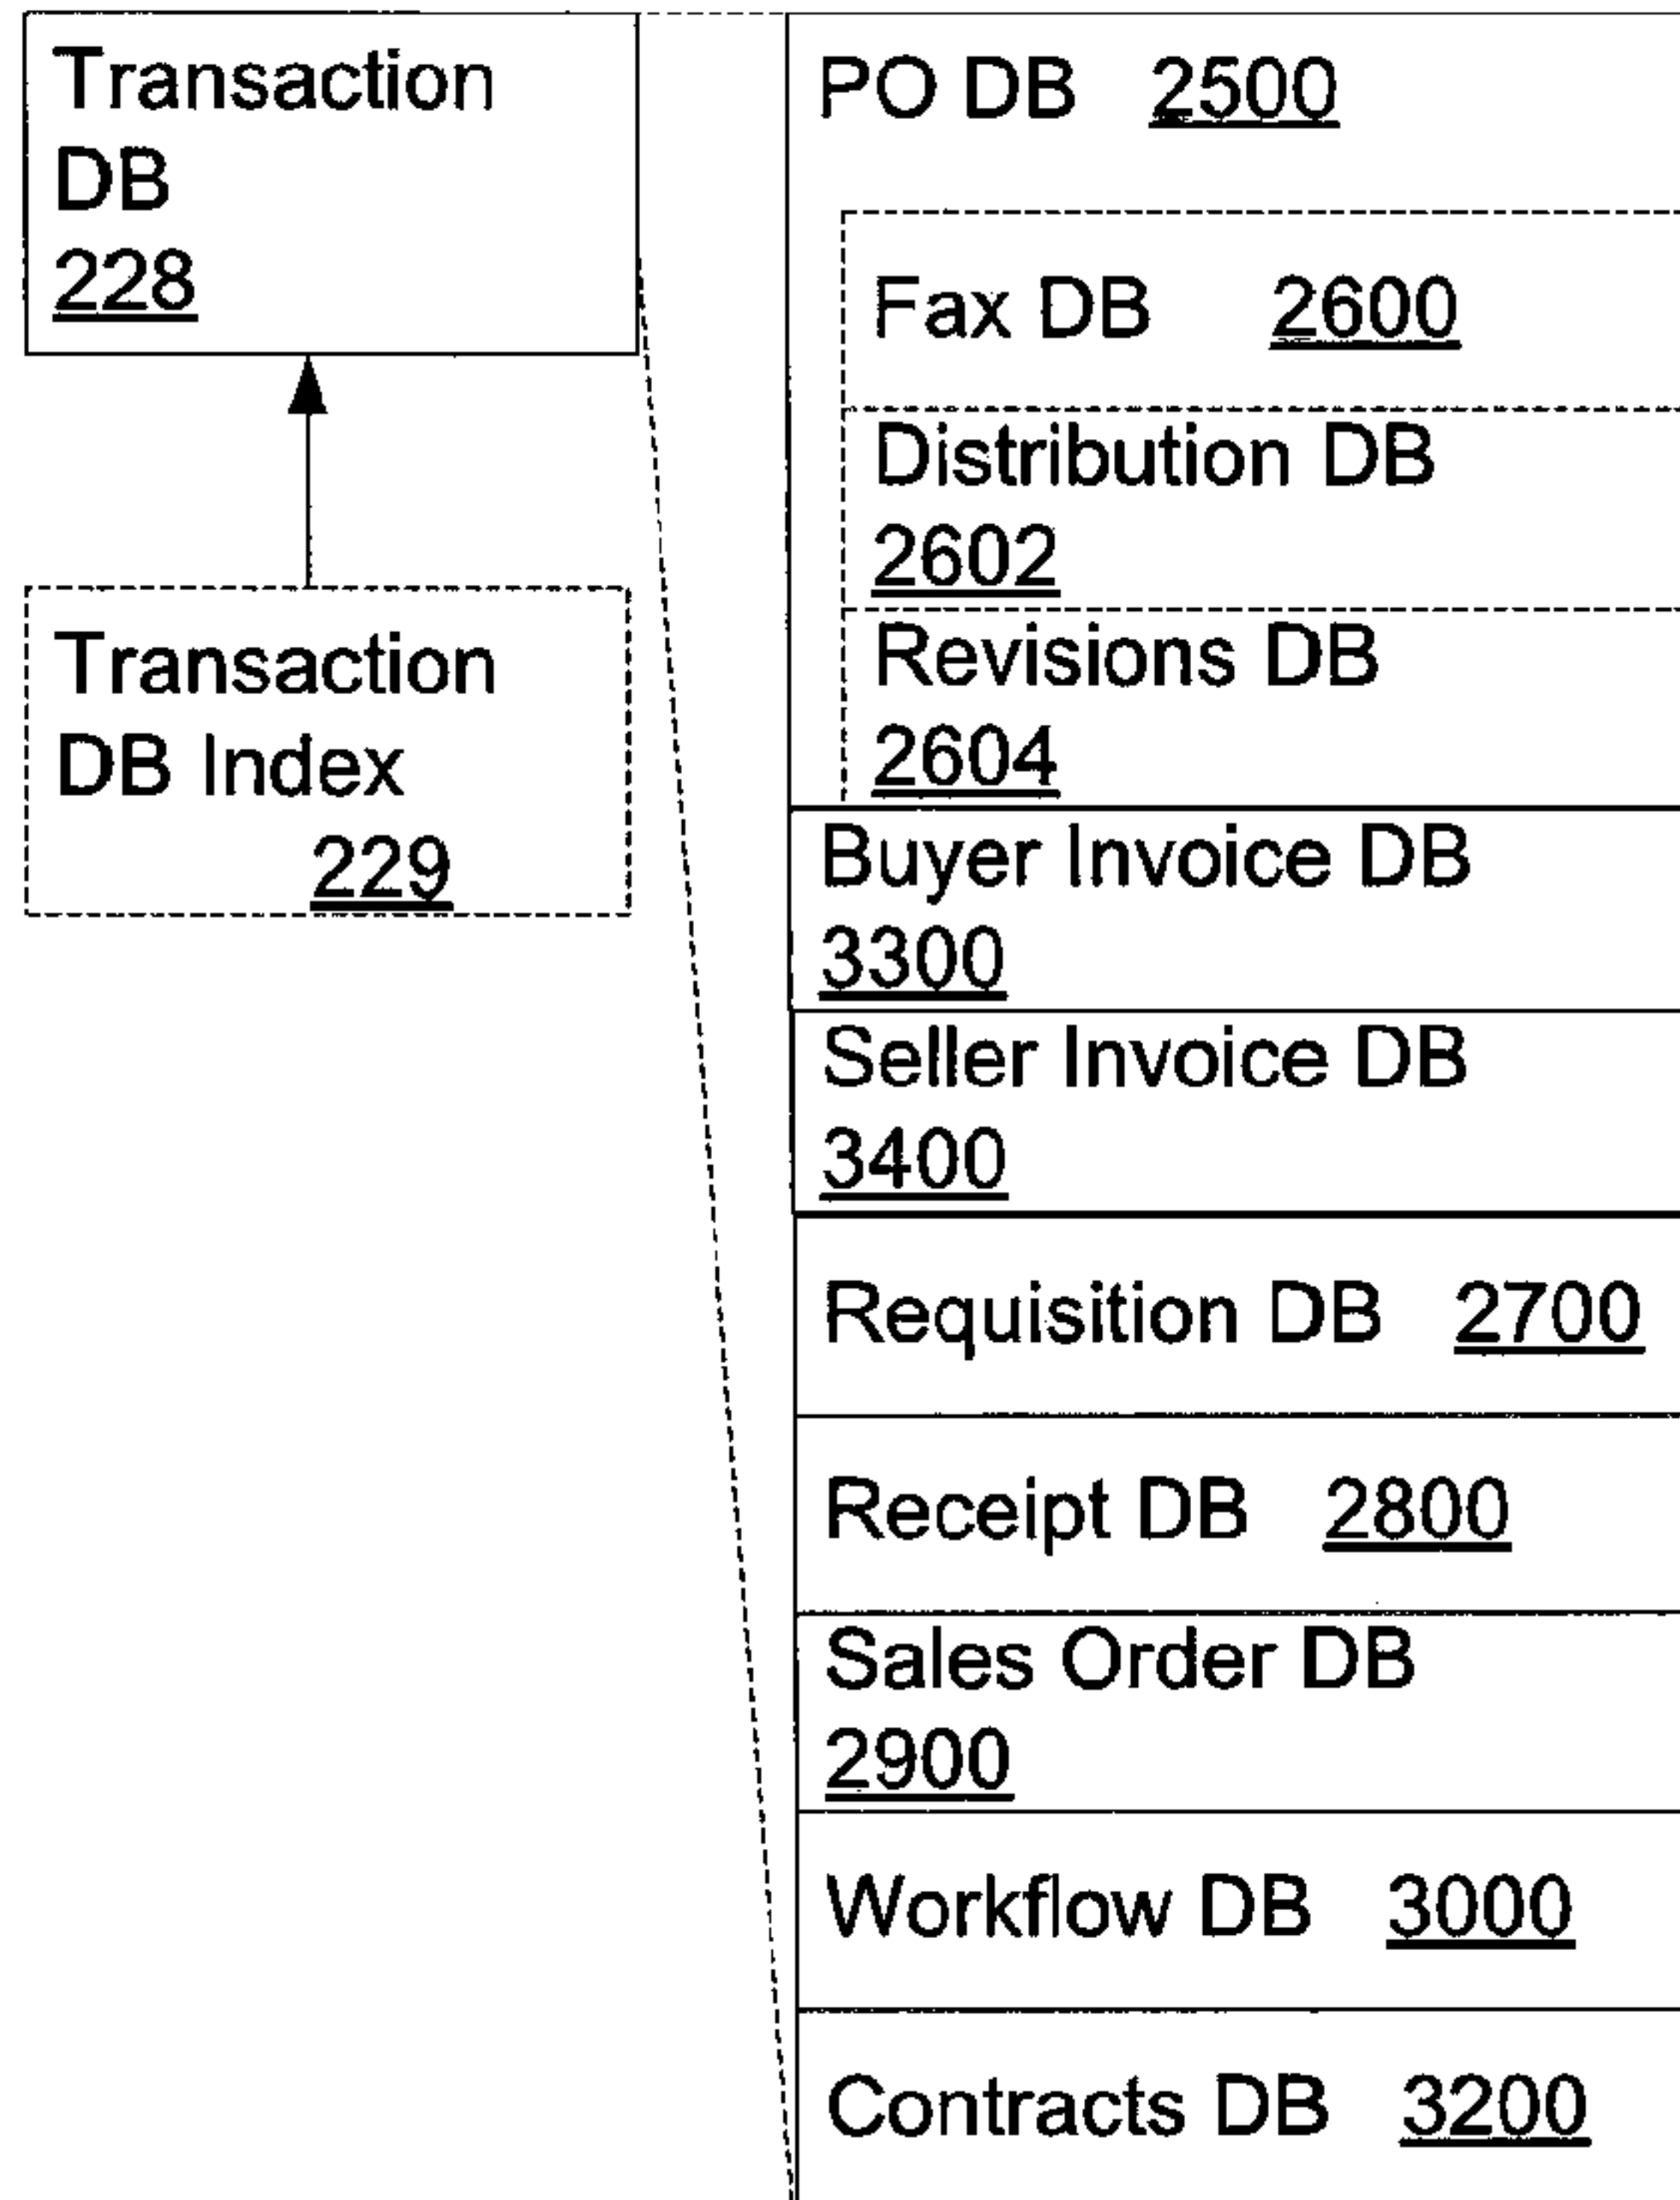 Transaction
DB
228
Transaction
DB Index
229
PO DB 2500
Fax DB 2600
Distribution DB
2602
Revisions DB
2604
Buyer Invoice DB
3300
Seller Invoice DB
3400
Requisition DB 2700
Receipt DB 2800
Sales Order DB
2900
Workflow DB 3000
Contracts DB 3200